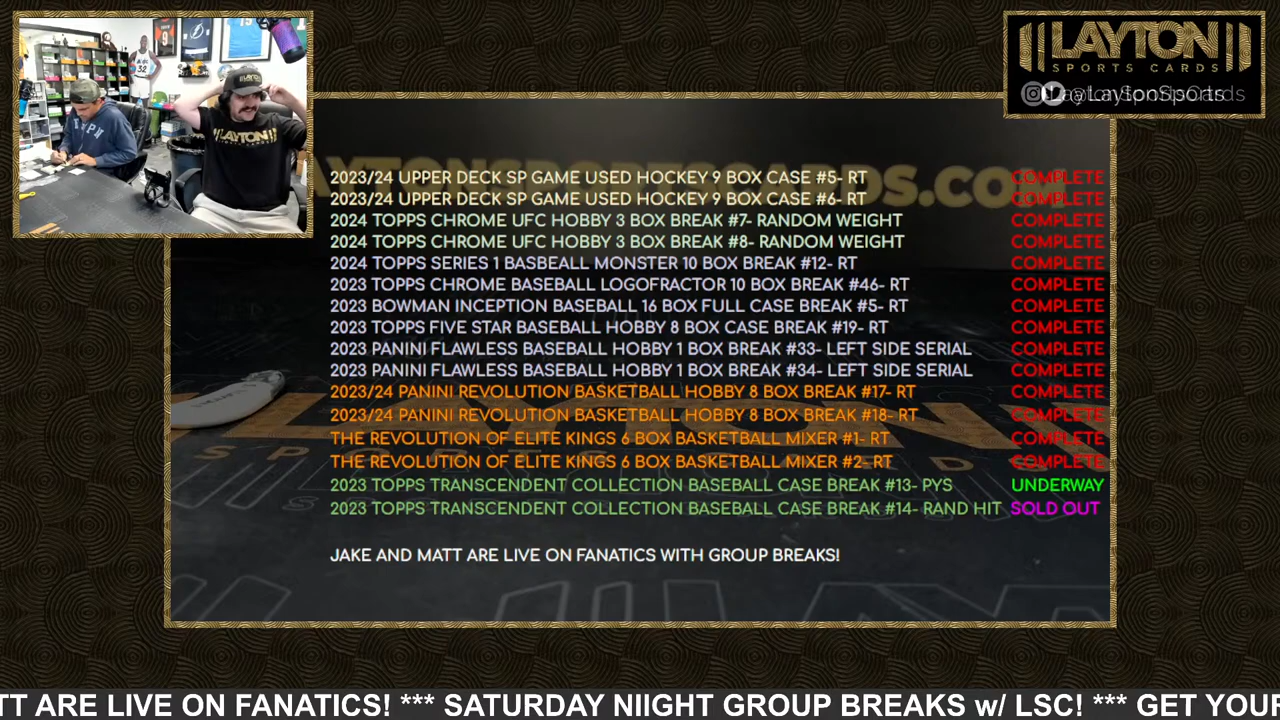 LAYTON
SPORTS CARDS
@LaytonSports
2023/24 UPPER DECK SP GAME USED HOCKEY 9 BOX CASE #5- RT COMPLETE
2023/24 UPPER DECK SP GAME USED HOCKEY 9 BOX CASE #6- RT COMPLETE
2024 TOPPS CHROME UFC HOBBY 3 BOX BREAK #7- RANDOM WEIGHT COMPLETE
2024 TOPPS CHROME UFC HOBBY 3 BOX BREAK #8- RANDOM WEIGHT COMPLETE
2024 TOPPS SERIES 1 BASBEALL MONSTER 10 BOX BREAK #12- RT COMPLETE
2023 TOPPS CHROME BASEBALL LOGOFRACTOR 10 BOX BREAK #46- RT COMPLETE
2023 BOWMAN INCEPTION BASEBALL 16 BOX FULL CASE BREAK #5- RT COMPLETE
2023 TOPPS FIVE STAR BASEBALL HOBBY 8 BOX CASE BREAK #19- RT COMPLETE
2023 PANINI FLAWLESS BASEBALL HOBBY 1 BOX BREAK #33- LEFT SIDE SERIAL COMPLETE
2023 PANINI FLAWLESS BASEBALL HOBBY 1 BOX BREAK #34- LEFT SIDE SERIAL COMPLETE
2023/24 PANINI REVOLUTION BASKETBALL HOBBY 8 BOX BREAK #17- RT COMPLETE
2023/24 PANINI REVOLUTION BASKETBALL HOBBY 8 BOX BREAK #18- RT COMPLETE
THE REVOLUTION OF ELITE KINGS 6 BOX BASKETBALL MIXER #1- RT COMPLETE
THE REVOLUTION OF ELITE KINGS 6 BOX BASKETBALL MIXER #2- RT COMPLETE
2023 TOPPS TRANSCENDENT COLLECTION BASEBALL CASE BREAK #13- PYS UNDERWAY
2023 TOPPS TRANSCENDENT COLLECTION BASEBALL CASE BREAK #14- RAND HIT SOLD OUT
JAKE AND MATT ARE LIVE ON FANATICS WITH GROUP BREAKS!
TT ARE LIVE ON FANATICS! *** SATURDAY NIIGHT GROUP BREAKS w/ LSC! *** GET YOUR